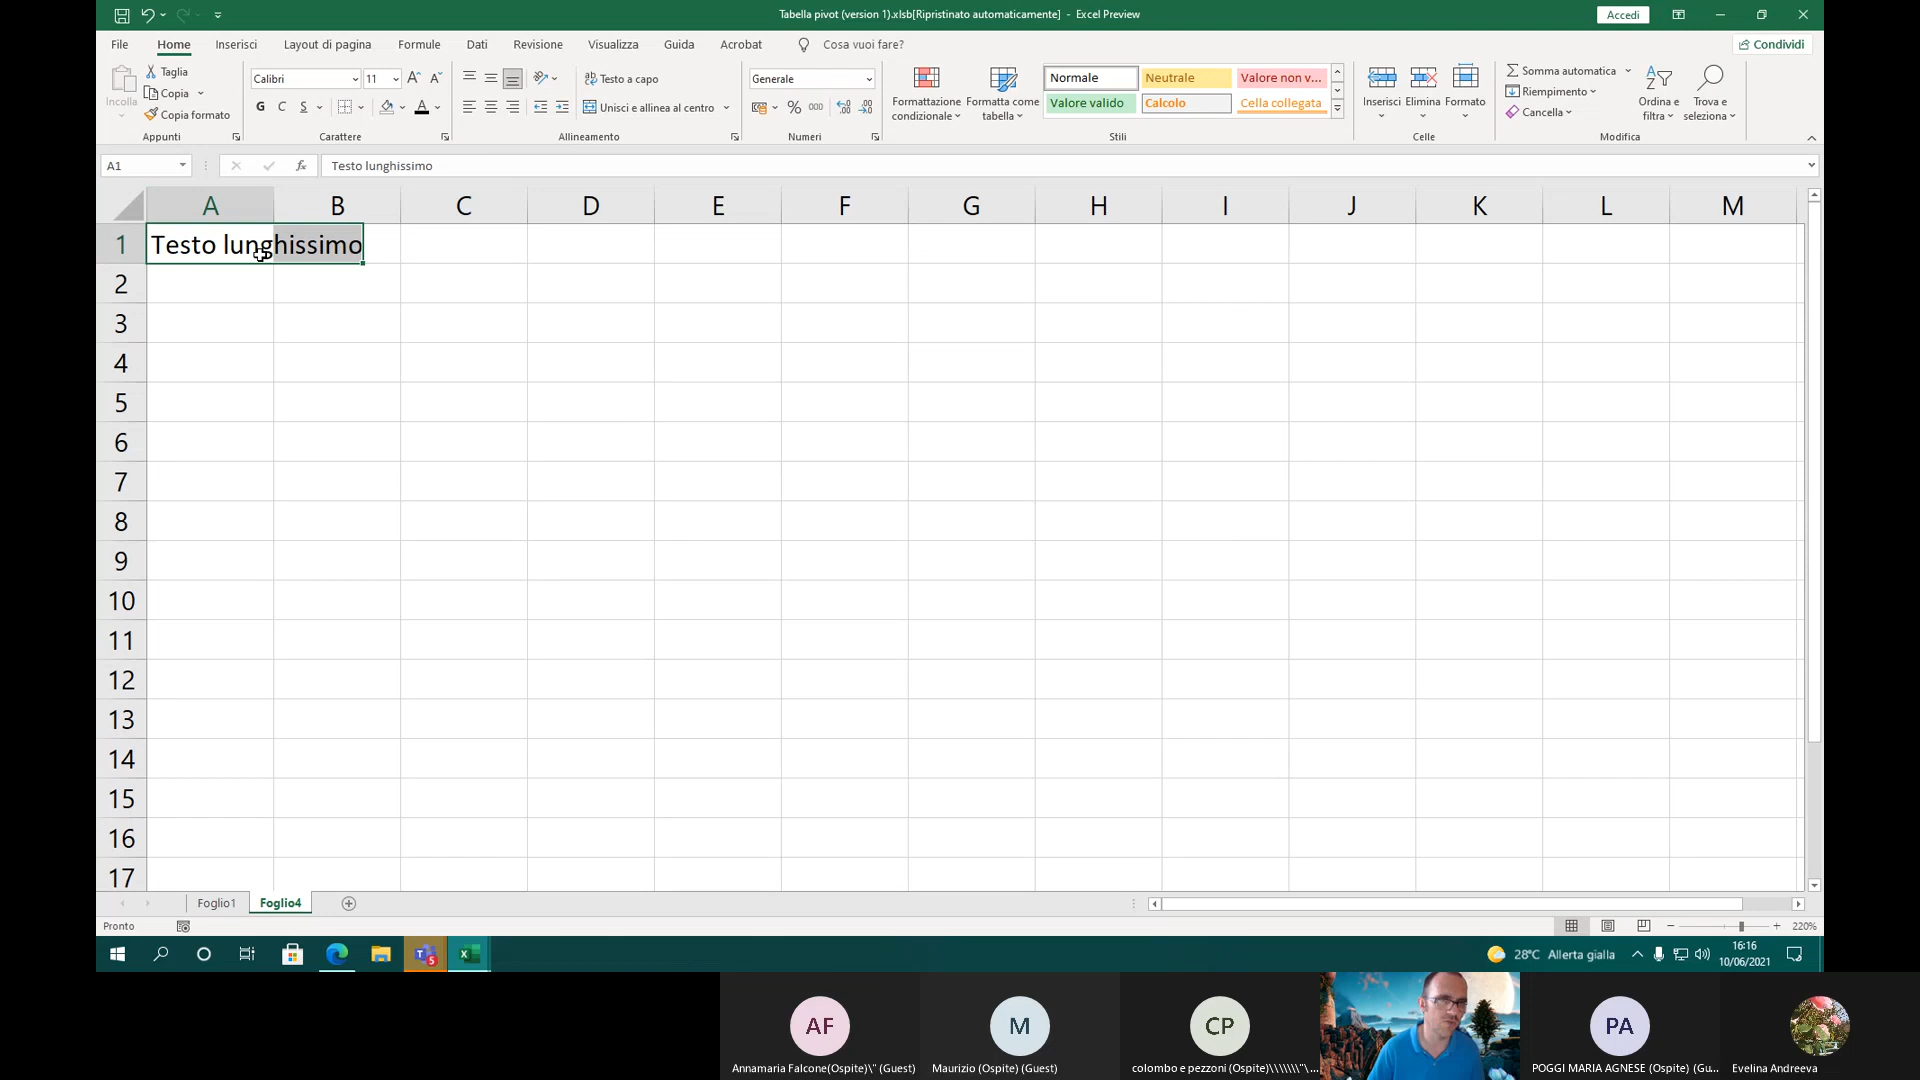 Tabella pivot (version 1).xlsb[Ripristinato automaticamente] - Excel Preview
Accedi
File Home Inserisci Layout di pagina Formule Dati Revisione Visualizza Guida Acrobat Cosa vuoi fare?
Condividi
Incolla
Taglia
Copia
Copia formato
Appunti
Calibri 11
G C S
Carattere
Testo a capo
Unisci e allinea al centro
Allineamento
Generale
% 000
Numeri
Formattazione condizionale
Formatta come tabella
Normale Neutrale Valore non v...
Valore valido Calcolo Cella collegata
Stili
Inserisci Elimina Formato
Celle
Somma automatica
Riempimento
Cancella
Ordina e filtra
Trova e seleziona
Modifica
A1 fx Testo lunghissimo
A B C D E F G H I J K L M
1 Testo lunghissimo
2
3
4
5
6
7
8
9
10
11
12
13
14
15
16
17
Foglio1 Foglio4
Pronto
220%
28°C Allerta gialla
16:16
10/06/2021
AF M CP PA
Annamaria Falcone(Ospite)\" (Guest)
Maurizio (Ospite) (Guest)
colombo e pezzoni (Ospite)\\\\\\\"\...
POGGI MARIA AGNESE (Ospite) (Gu...
Evelina Andreeva